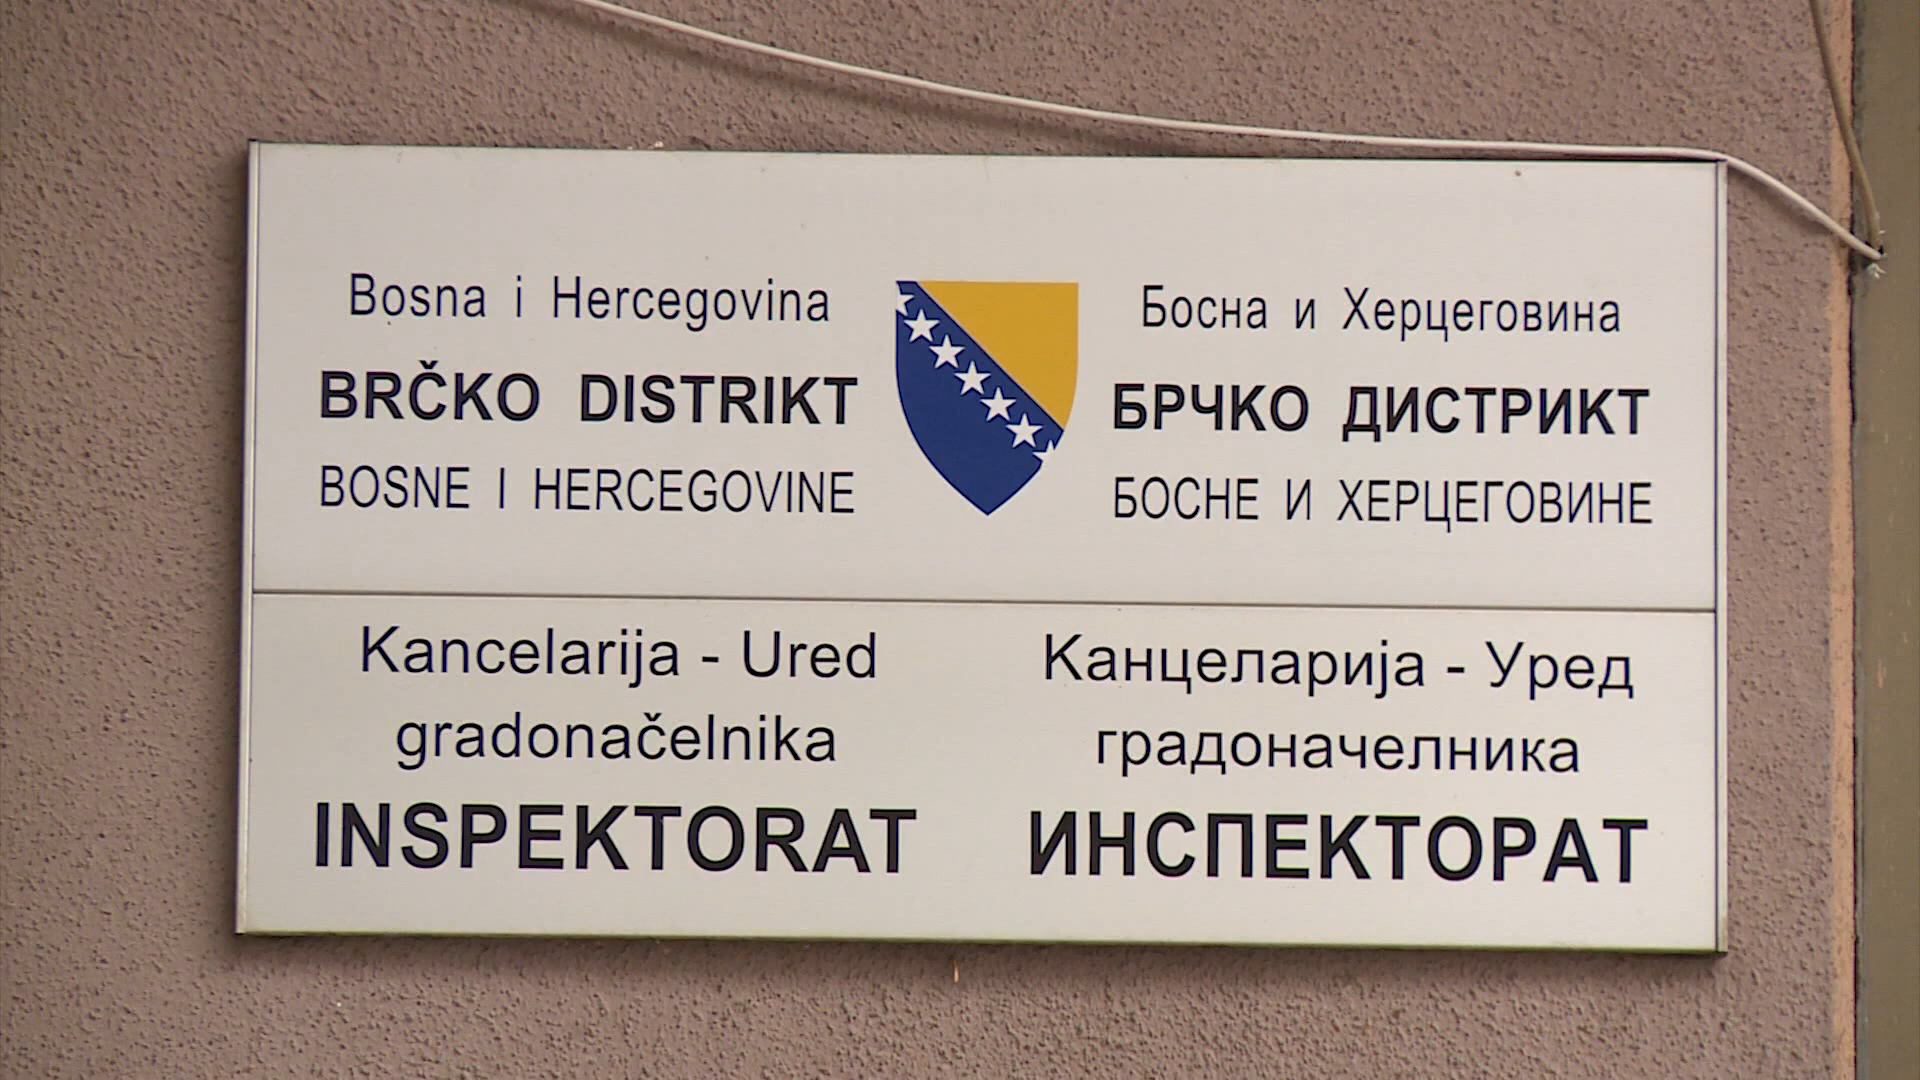 Bosna i Hercegovina
BRČKO DISTRIKT
BOSNE I HERCEGOVINE
Босна и Херцеговина
БРЧКО ДИСТРИКТ
БОСНЕ И ХЕРЦЕГОВИНЕ
Kancelarija - Ured
gradonačelnika
INSPEKTORAT
Канцеларија - Уред
градоначелника
ИНСПЕКТОРАТ